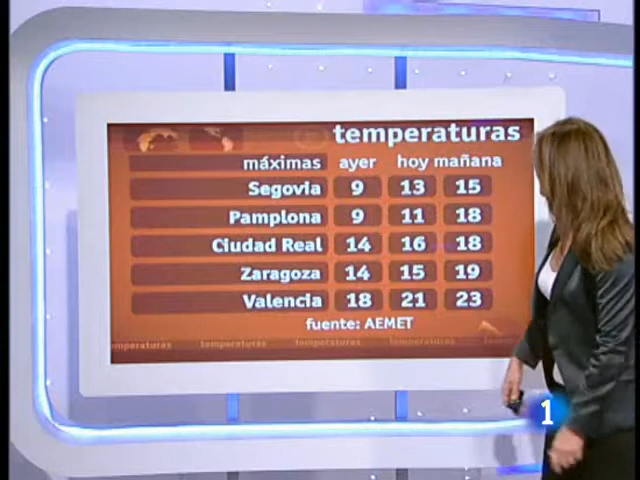 temperaturas
máximas ayer hoy mañana
Segovia 9 13 15
Pamplona 9 11 18
Ciudad Real 14 16 18
Zaragoza 14 15 19
Valencia 18 21 23
fuente: AEMET
temperaturas temperaturas temperaturas
1